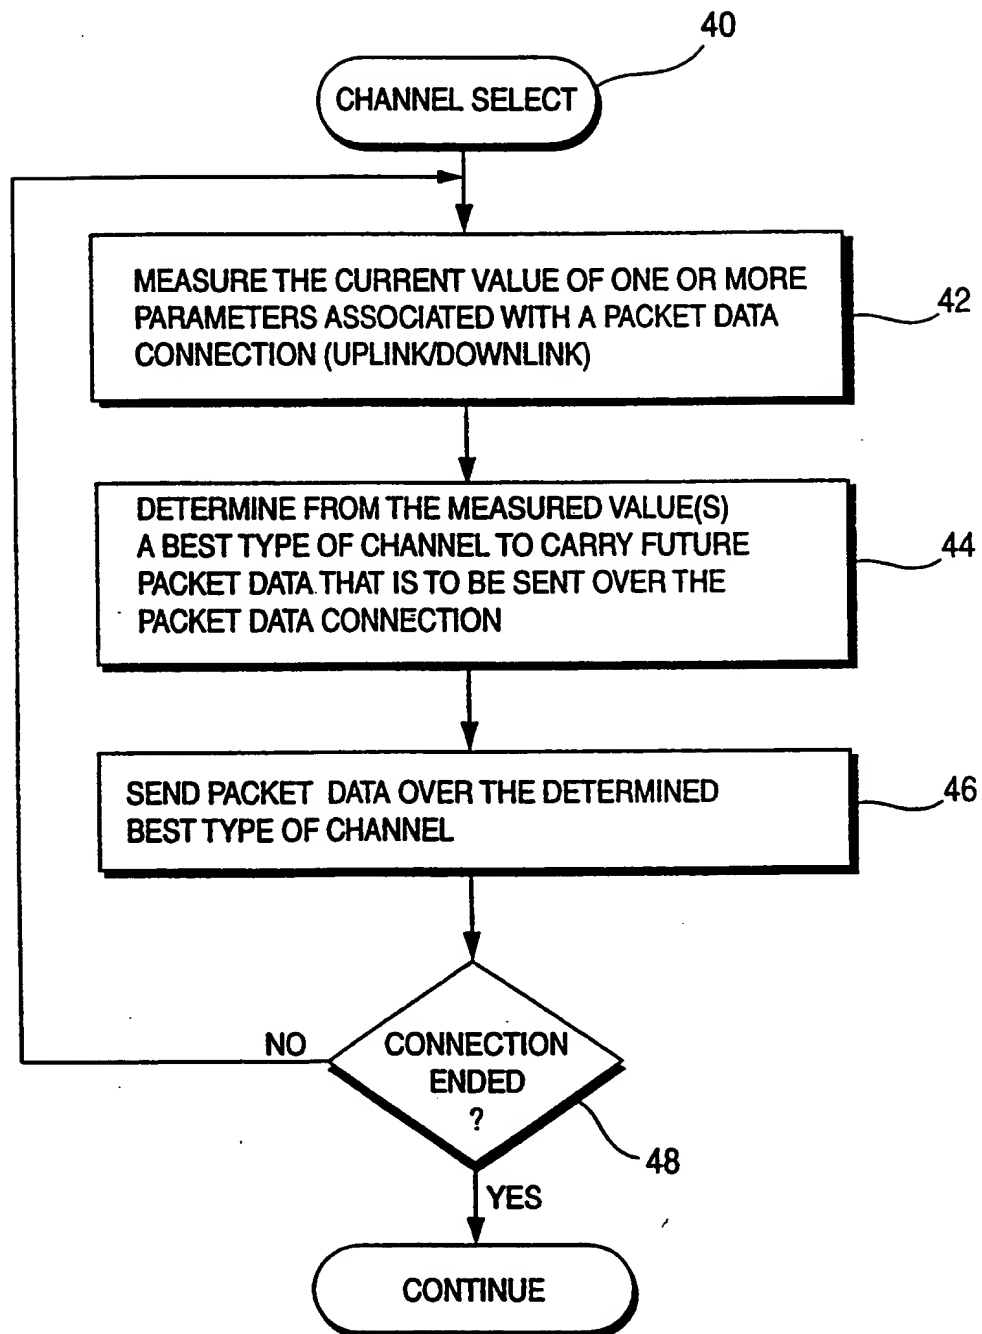 40
CHANNEL SELECT
MEASURE THE CURRENT VALUE OF ONE OR MORE
PARAMETERS ASSOCIATED WITH A PACKET DATA
CONNECTION (UPLINK/DOWNLINK)
42
DETERMINE FROM THE MEASURED VALUE(S)
A BEST TYPE OF CHANNEL TO CARRY FUTURE
PACKET DATA THAT IS TO BE SENT OVER THE
PACKET DATA CONNECTION
44
SEND PACKET DATA OVER THE DETERMINED
BEST TYPE OF CHANNEL
46
NO
CONNECTION
ENDED
?
48
YES
CONTINUE